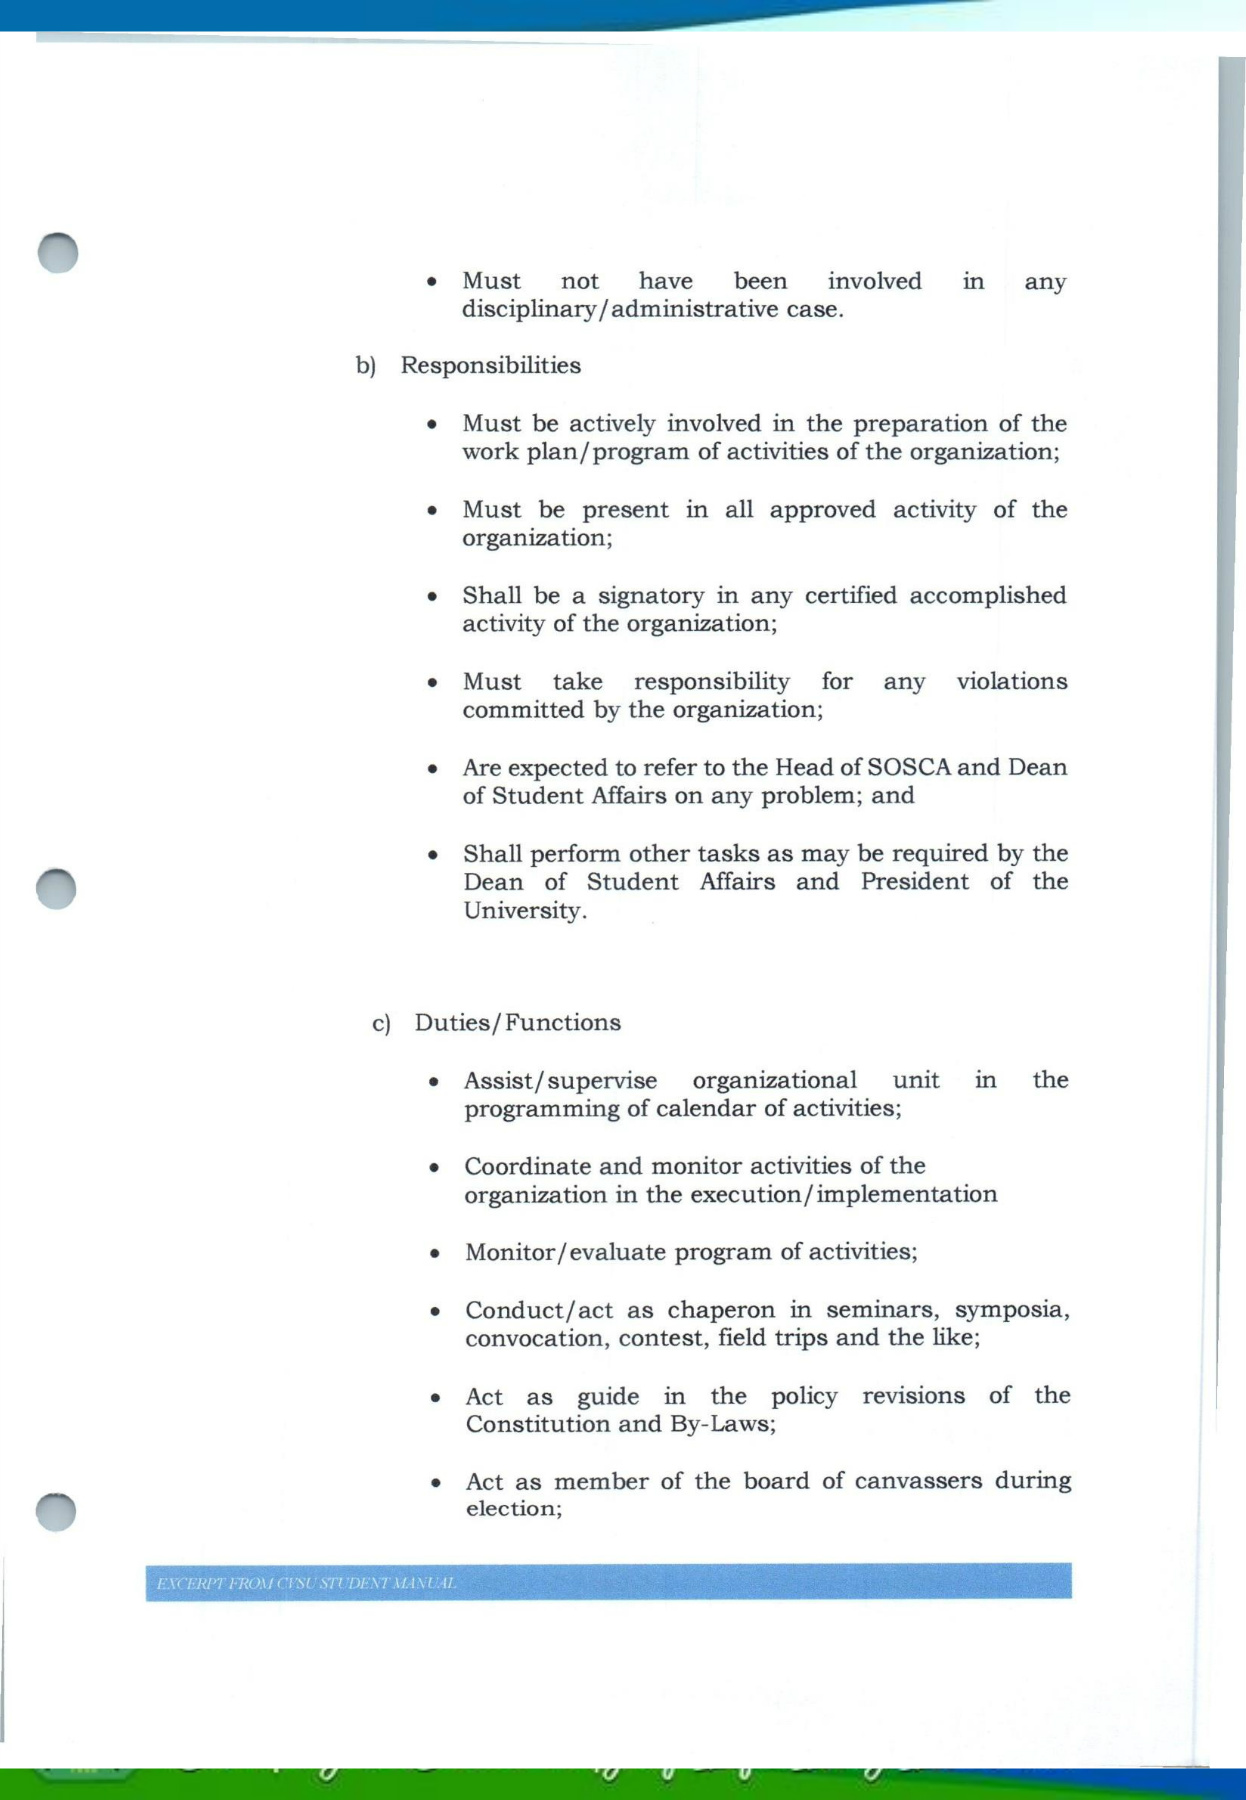 • Must not have been involved in any
disciplinary/administrative case.
b) Responsibilities
• Must be actively involved in the preparation of the
work plan/program of activities of the organization;
• Must be present in all approved activity of the
organization;
• Shall be a signatory in any certified accomplished
activity of the organization;
• Must take responsibility for any violations
committed by the organization;
• Are expected to refer to the Head of SOSCA and Dean
of Student Affairs on any problem; and
• Shall perform other tasks as may be required by the
Dean of Student Affairs and President of the
University.
c) Duties/Functions
• Assist/supervise organizational unit in the
programming of calendar of activities;
• Coordinate and monitor activities of the
organization in the execution/implementation
• Monitor/evaluate program of activities;
• Conduct/act as chaperon in seminars, symposia,
convocation, contest, field trips and the like;
• Act as guide in the policy revisions of the
Constitution and By-Laws;
• Act as member of the board of canvassers during
election;
EXCERPT FROM CVSU STUDENT MANUAL